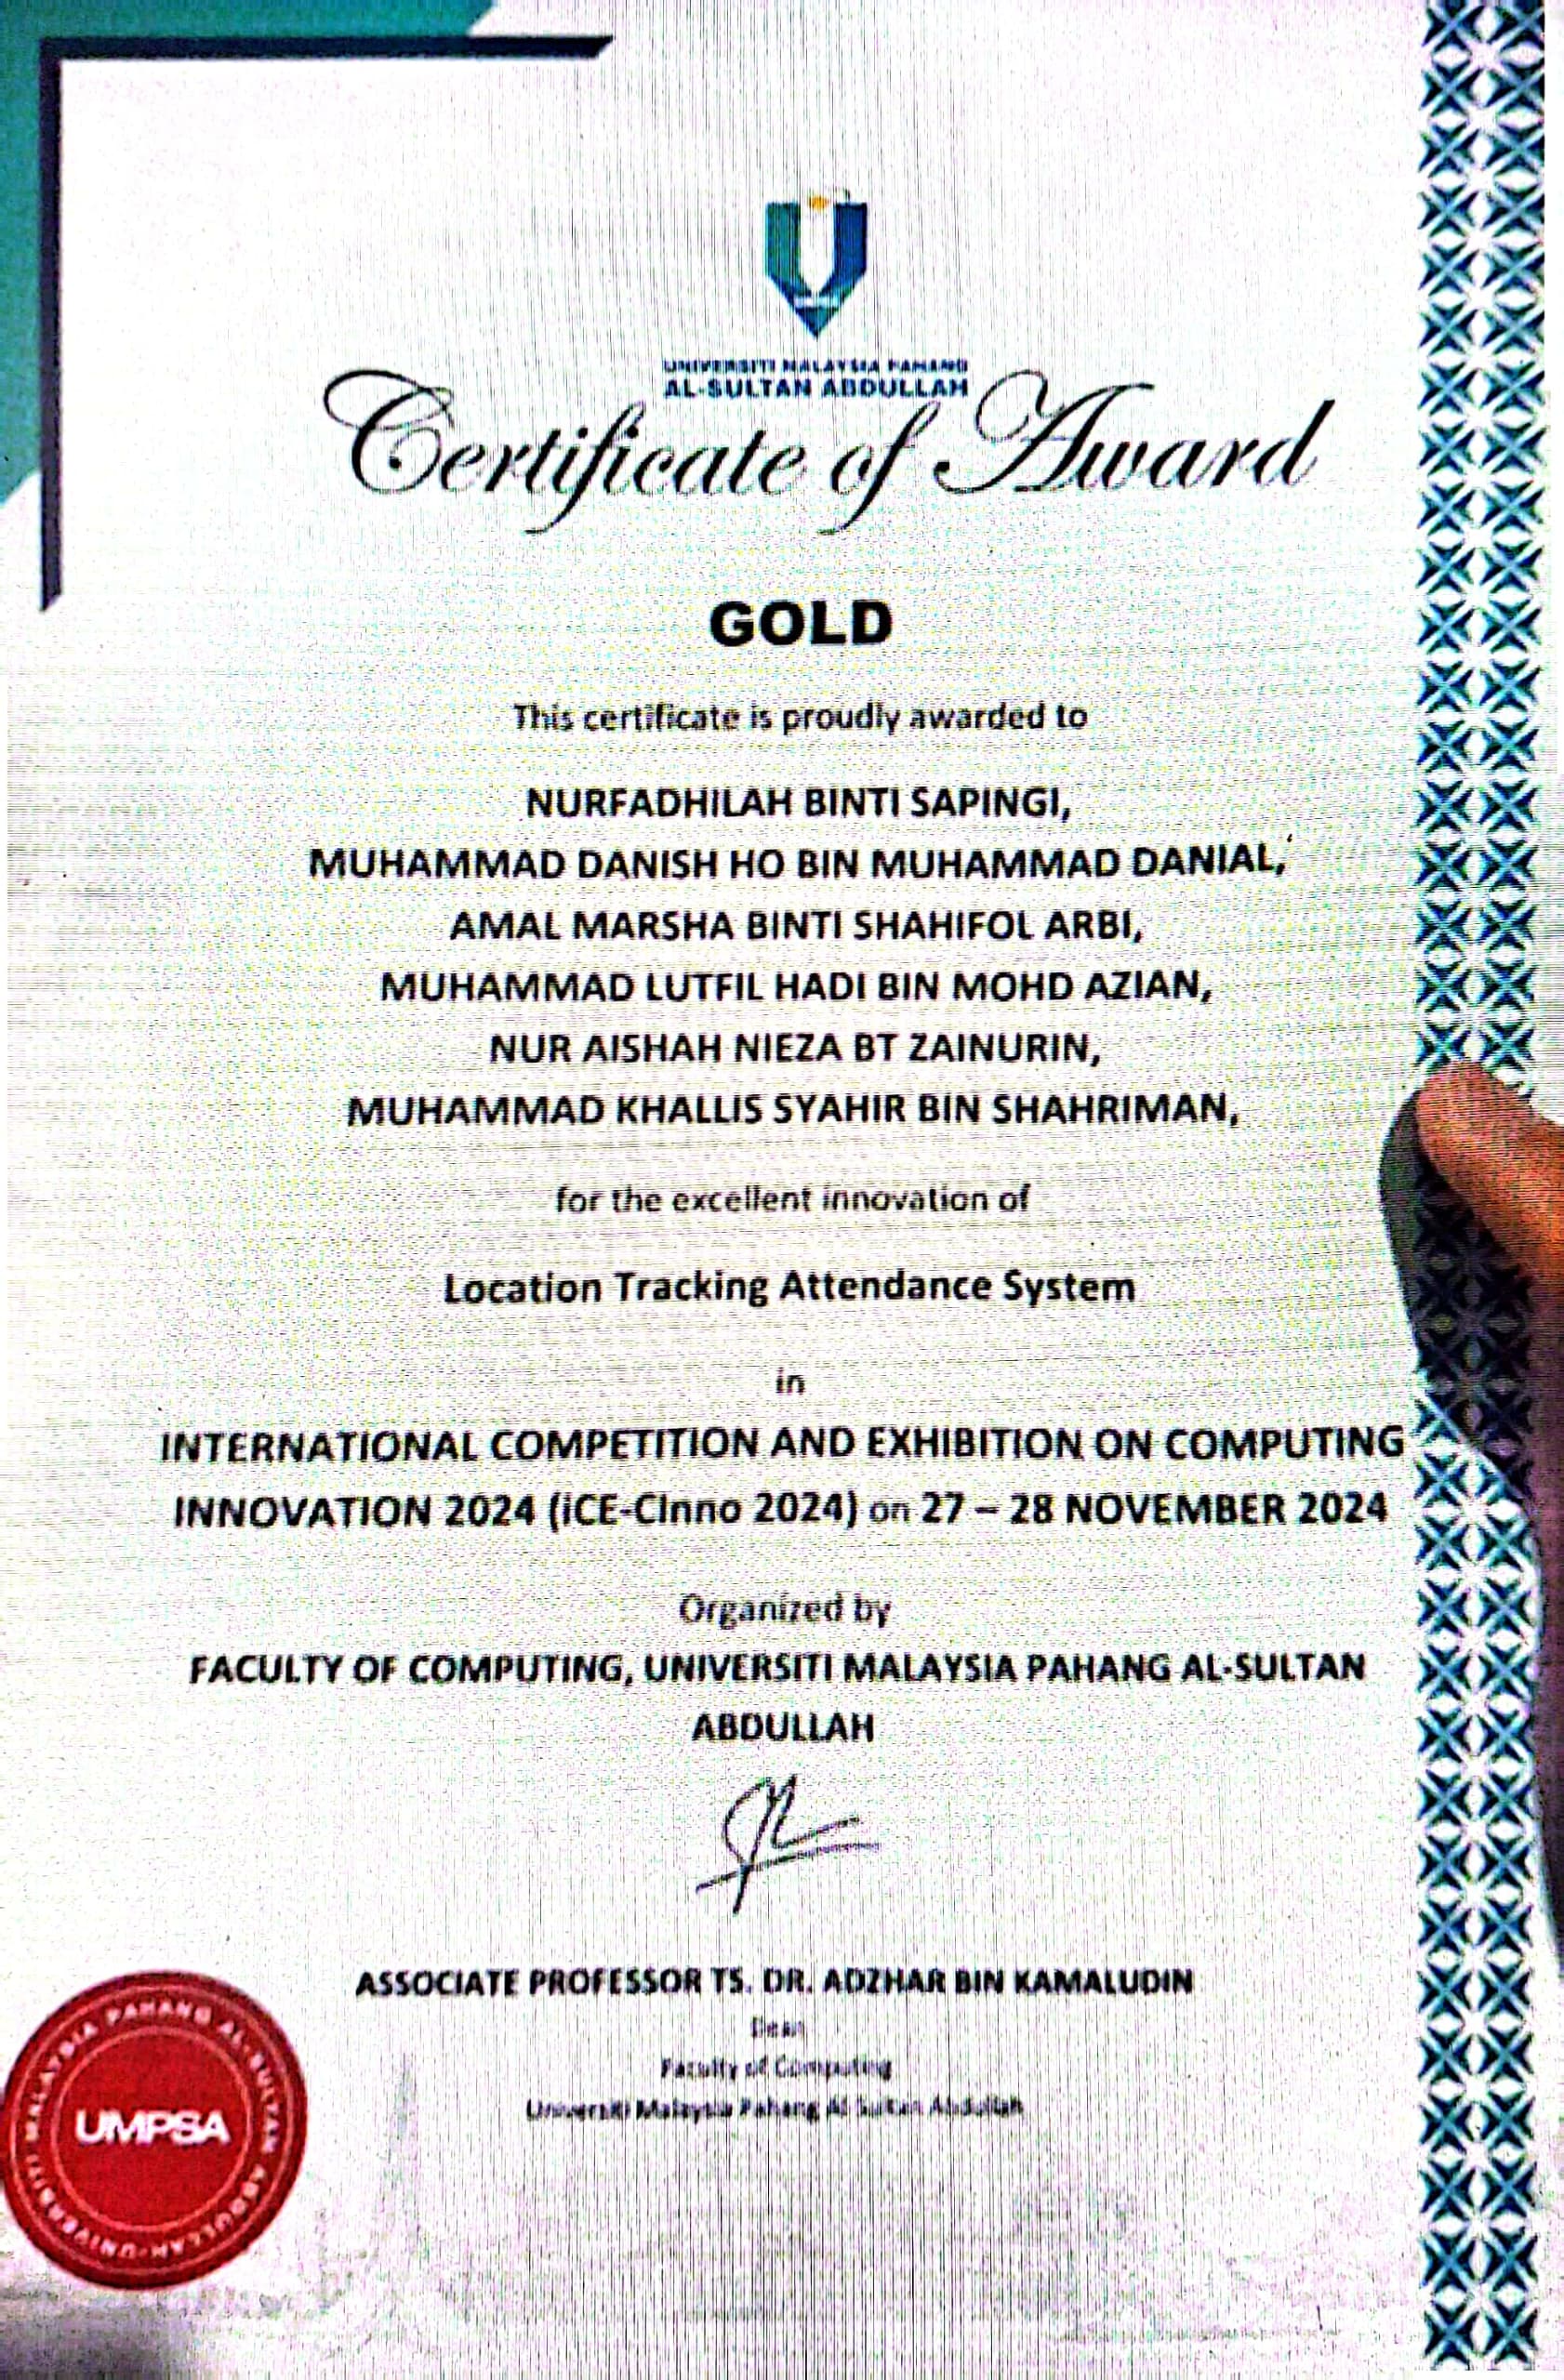 UNIVERSITI MALAYSIA PAHANG
AL-SULTAN ABDULLAH
Certificate of Award
GOLD
This certificate is proudly awarded to
NURFADHILAH BINTI SAPINGI,
MUHAMMAD DANISH HO BIN MUHAMMAD DANIAL,
AMAL MARSHA BINTI SHAHIFOL ARBI,
MUHAMMAD LUTFIL HADI BIN MOHD AZIAN,
NUR AISHAH NIEZA BT ZAINURIN,
MUHAMMAD KHALLIS SYAHIR BIN SHAHRIMAN,
for the excellent innovation of
Location Tracking Attendance System
in
INTERNATIONAL COMPETITION AND EXHIBITION ON COMPUTING
INNOVATION 2024 (iCE-CInno 2024) on 27 – 28 NOVEMBER 2024
Organized by
FACULTY OF COMPUTING, UNIVERSITI MALAYSIA PAHANG AL-SULTAN
ABDULLAH
ASSOCIATE PROFESSOR TS. DR. ADZHAR BIN KAMALUDIN
Dean
Faculty of Computing
Universiti Malaysia Pahang Al-Sultan Abdullah
UNIVERSITI MALAYSIA PAHANG AL-SULTAN ABDULLAH
UMPSA